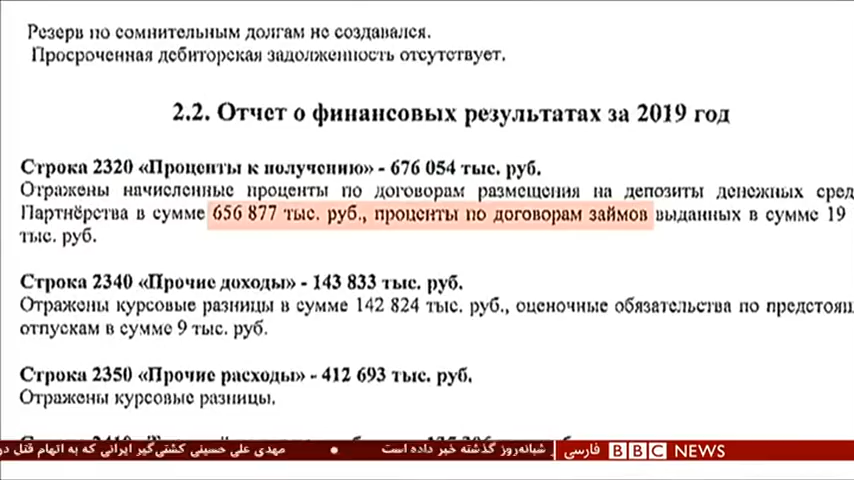 Резерв по сомнительным долгам не создавался.
Просроченная дебиторская задолженность отсутствует.
2.2. Отчет о финансовых результатах за 2019 год
Строка 2320 «Проценты к получению» - 676 054 тыс. руб.
Отражены начисленные проценты по договорам размещения на депозиты денежных сред
Партнёрства в сумме 656 877 тыс. руб., проценты по договорам займов выданных в сумме 19
тыс. руб.
Строка 2340 «Прочие доходы» - 143 833 тыс. руб.
Отражены курсовые разницы в сумме 142 824 тыс. руб., оценочные обязательства по предстоящ
отпускам в сумме 9 тыс. руб.
Строка 2350 «Прочие расходы» - 412 693 тыс. руб.
Отражены курсовые разницы.
شبانه‌روز گذشته خبر داده است • مهدی علی حسینی کشتی‌گیر ایرانی که به اتهام قتل دو
فارسی BBC NEWS